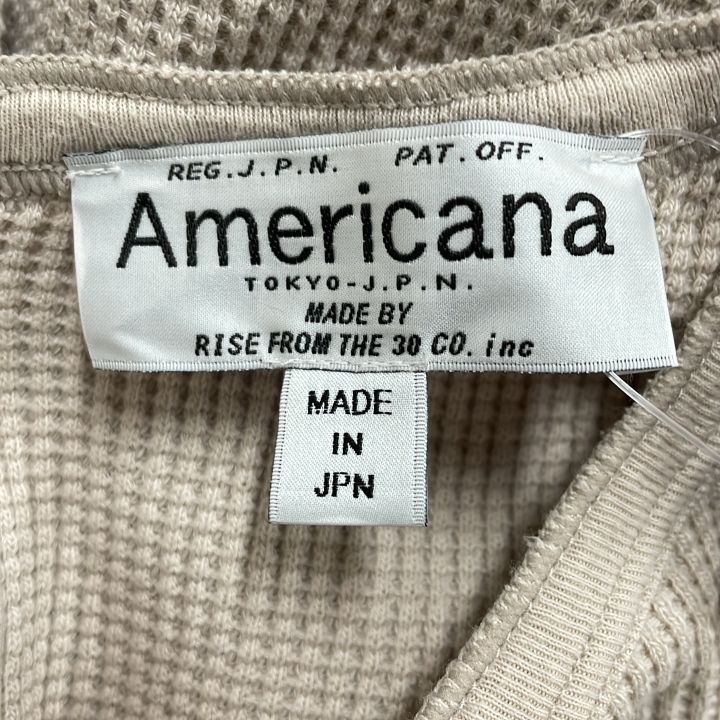 REG.J.P.N. PAT.OFF.
Americana
TOKYO-J.P.N.
MADE BY
RISE FROM THE 30 CO. inc
MADE
IN
JPN